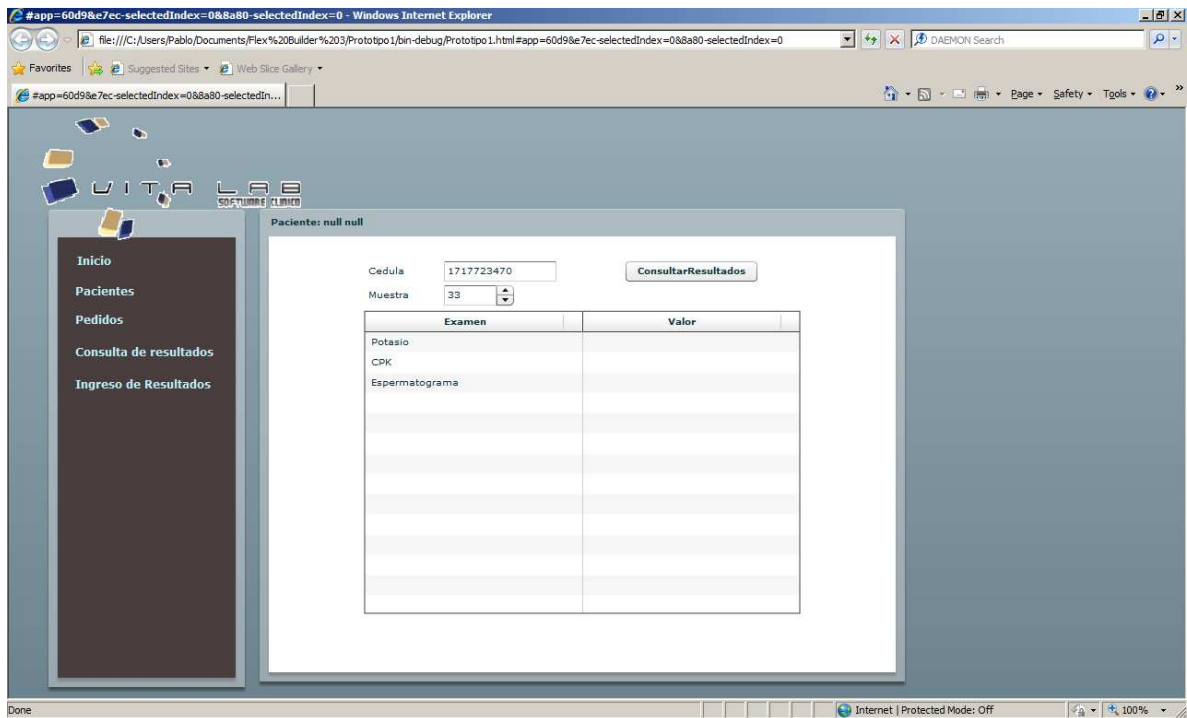 #app=60d9&e7ec-selectedIndex=0&8a80-selectedIndex=0 - Windows Internet Explorer
file:///C:/Users/Pablo/Documents/Flex%20Builder%203/Prototipo1/bin-debug/Prototipo1.html#app=60d9&e7ec-selectedIndex=0&8a80-selectedIndex=0 DAEMON Search
Favorites Suggested Sites Web Slice Gallery
#app=60d9&e7ec-selectedIndex=0&8a80-selectedIn... Page Safety Tools
VITA LAB
SOFTWARE CLINICO
Paciente: null null
Inicio
Pacientes
Pedidos
Consulta de resultados
Ingreso de Resultados
Cedula 1717723470 ConsultarResultados
Muestra 33
Examen Valor
Potasio
CPK
Espermatograma
Done Internet | Protected Mode: Off 100%